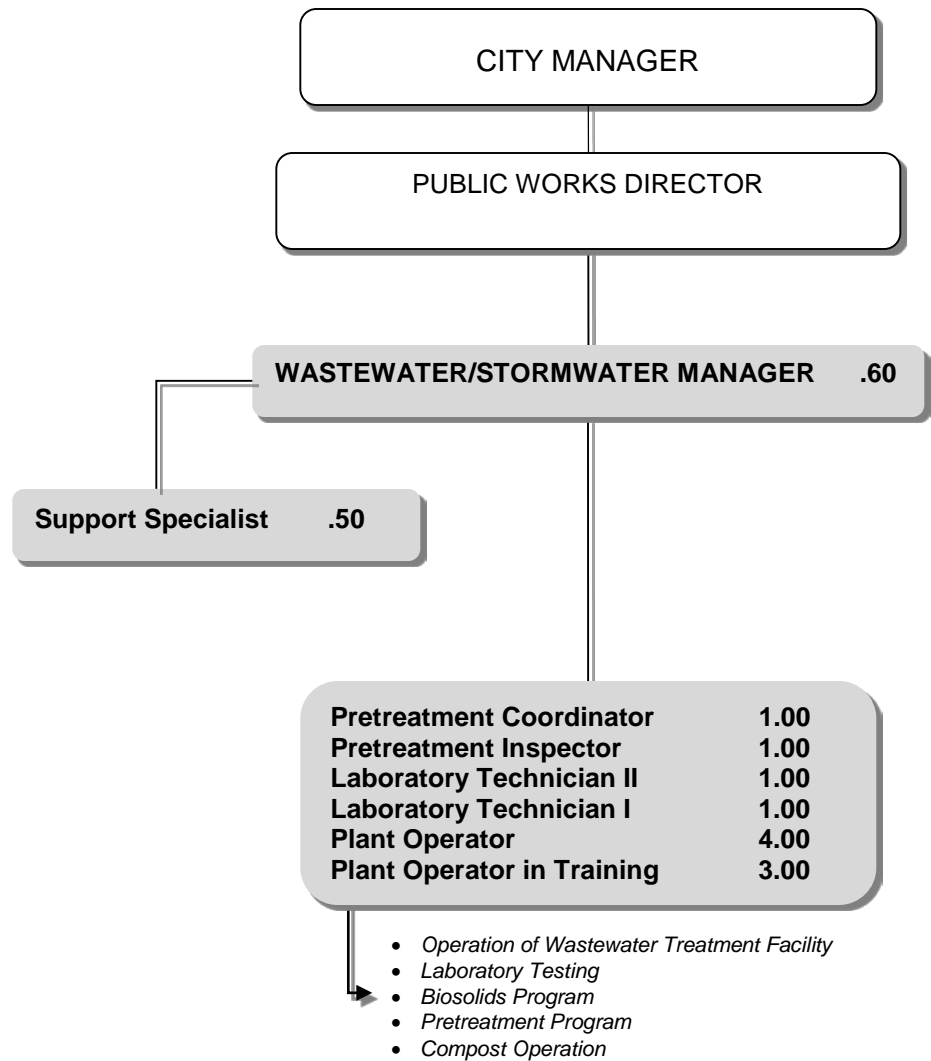 CITY MANAGER
PUBLIC WORKS DIRECTOR
WASTEWATER/STORMWATER MANAGER .60
Support Specialist .50
Pretreatment Coordinator 1.00
Pretreatment Inspector 1.00
Laboratory Technician II 1.00
Laboratory Technician I 1.00
Plant Operator 4.00
Plant Operator in Training 3.00
• Operation of Wastewater Treatment Facility
• Laboratory Testing
• Biosolids Program
• Pretreatment Program
• Compost Operation